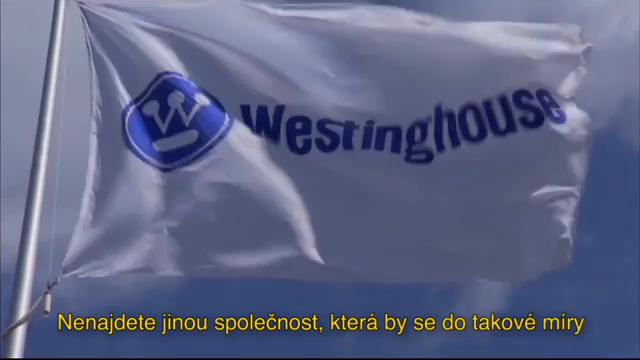 W
Westinghouse
Nenajdete jinou společnost, která by se do takové míry